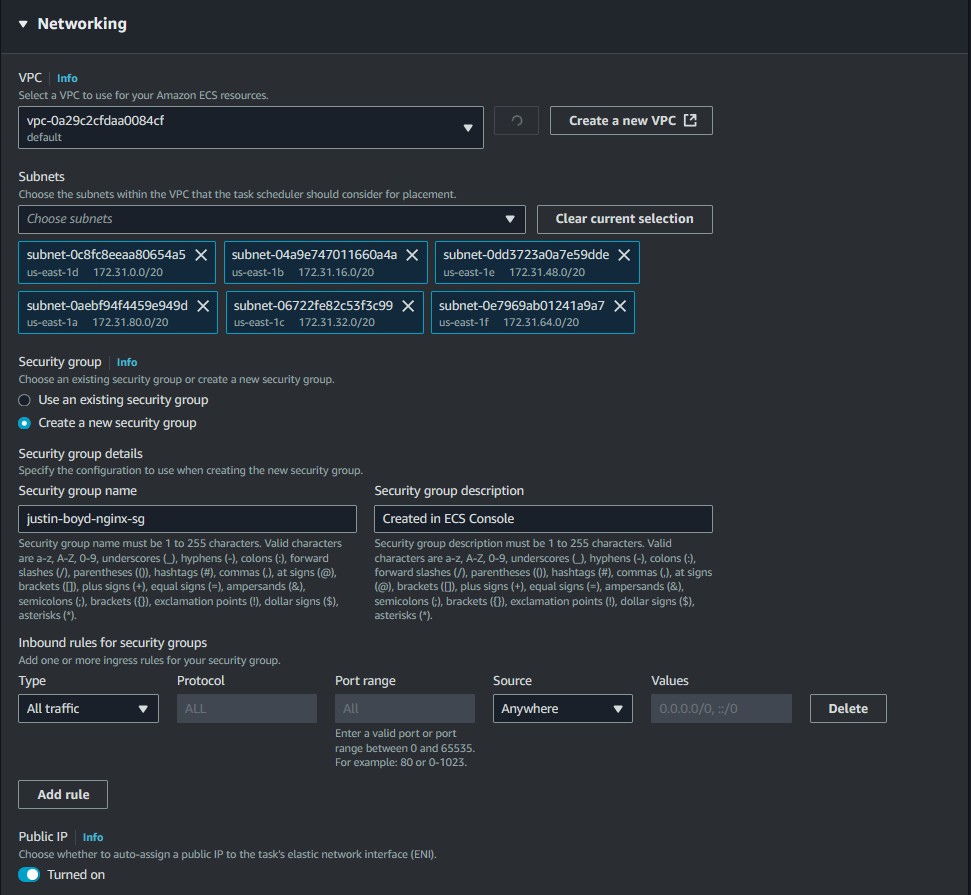 Networking
VPC Info
Select a VPC to use for your Amazon ECS resources.
vpc-0a29c2cfdaa0084cf
default
Create a new VPC
Subnets
Choose the subnets within the VPC that the task scheduler should consider for placement.
Choose subnets
Clear current selection
subnet-0c8fc8eeaa80654a5 subnet-04a9e747011660a4a subnet-0dd3723a0a7e59dde
us-east-1d 172.31.0.0/20 us-east-1b 172.31.16.0/20 us-east-1e 172.31.48.0/20
subnet-0aebf94f4459e949d subnet-06722fe82c53f3c99 subnet-0e7969ab01241a9a7
us-east-1a 172.31.80.0/20 us-east-1c 172.31.32.0/20 us-east-1f 172.31.64.0/20
Security group Info
Choose an existing security group or create a new security group.
Use an existing security group
Create a new security group
Security group details
Specify the configuration to use when creating the new security group.
Security group name
justin-boyd-nginx-sg
Security group name must be 1 to 255 characters. Valid characters
are a-z, A-Z, 0-9, underscores (_), hyphens (-), colons (:), forward
slashes (/), parentheses (()), hashtags (#), commas (,), at signs (@),
brackets ([]), plus signs (+), equal signs (=), ampersands (&),
semicolons (;), brackets ({}), exclamation points (!), dollar signs ($),
asterisks (*).
Security group description
Created in ECS Console
Security group description must be 1 to 255 characters. Valid
characters are a-z, A-Z, 0-9, underscores (_), hyphens (-), colons (:),
forward slashes (/), parentheses (()), hashtags (#), commas (,), at signs
(@), brackets ([]), plus signs (+), equal signs (=), ampersands (&),
semicolons (;), brackets ({}), exclamation points (!), dollar signs ($),
asterisks (*).
Inbound rules for security groups
Add one or more ingress rules for your security group.
Type Protocol Port range Source Values
All traffic ALL All Anywhere 0.0.0.0/0, ::/0 Delete
Enter a valid port or port
range between 0 and 65535.
For example: 80 or 0-1023.
Add rule
Public IP Info
Choose whether to auto-assign a public IP to the task's elastic network interface (ENI).
Turned on